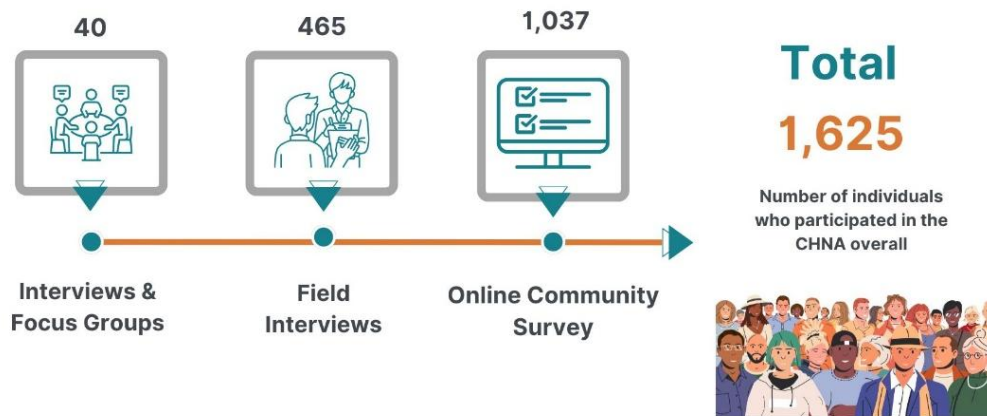 40
465
1,037
Interviews &
Focus Groups
Field
Interviews
Online Community
Survey
Total
1,625
Number of individuals
who participated in the
CHNA overall